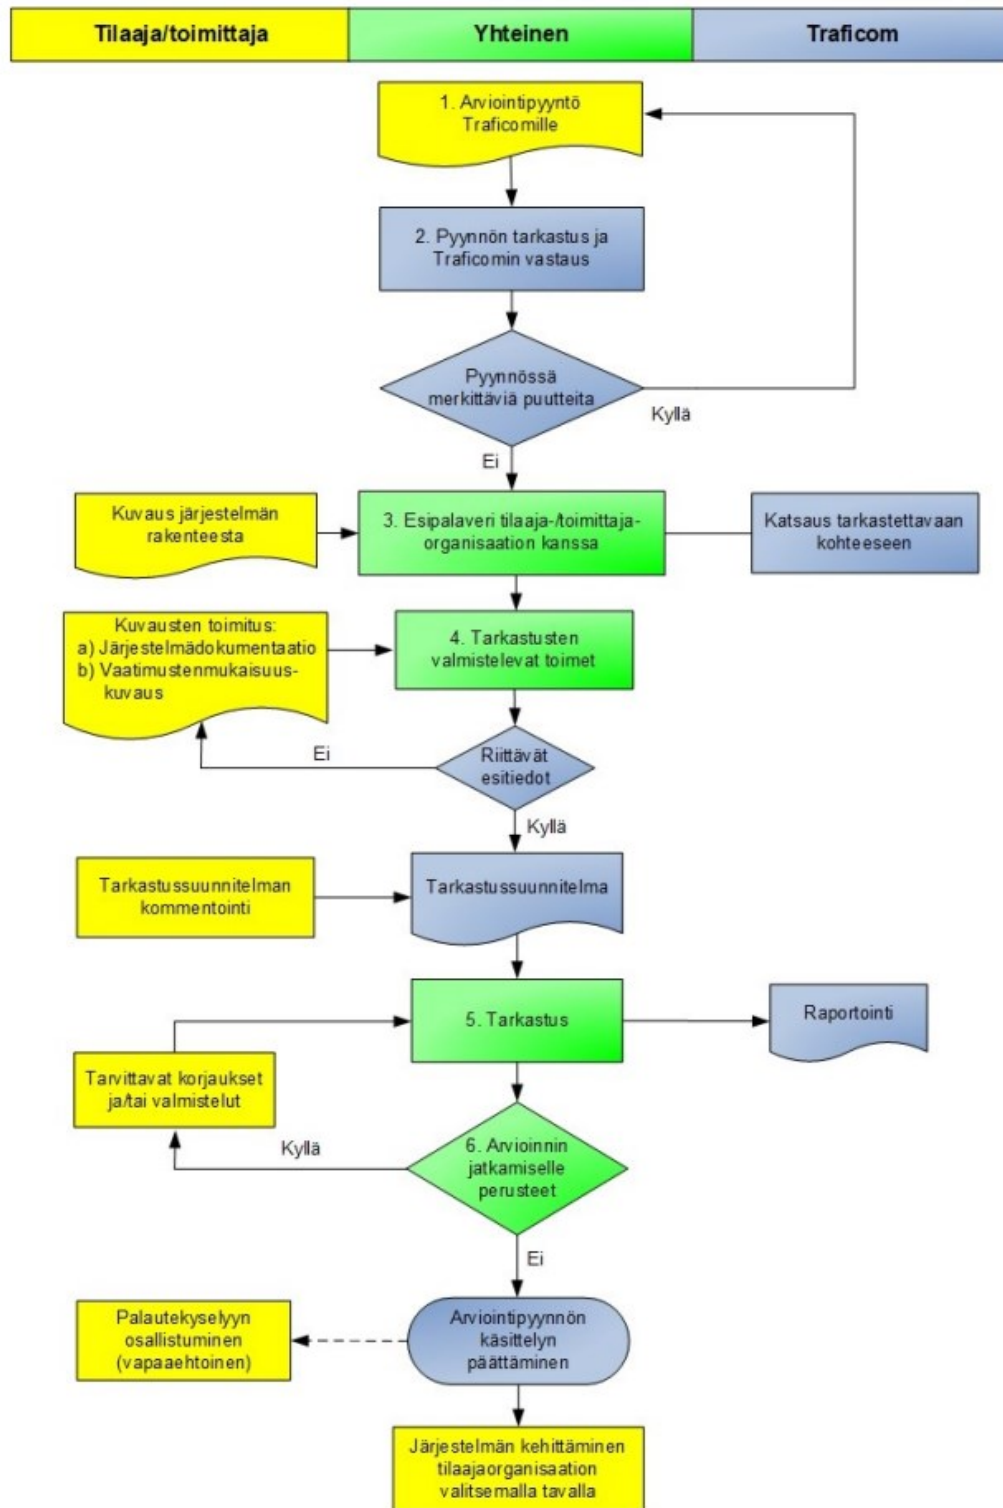 Tilaaja/toimittaja
Yhteinen
Traficom
1. Arviointipyyntö
Traficomille
2. Pyynnön tarkastus ja
Traficomin vastaus
Pyynnössä
merkittäviä puutteita
Kyllä
Ei
Kuvaus järjestelmän
rakenteesta
3. Esipalaveri tilaaja-/toimittaja-
organisaation kanssa
Katsaus tarkastettavaan
kohteeseen
Kuvausten toimitus:
a) Järjestelmädokumentaatio
b) Vaatimustenmukaisuus-
kuvaus
4. Tarkastusten
valmistelevat toimet
Ei
Riittävät
esitiedot
Kyllä
Tarkastussuunnitelman
kommentointi
Tarkastussuunnitelma
5. Tarkastus
Raportointi
Tarvittavat korjaukset
ja/tai valmistelut
Kyllä
6. Arvioinnin
jatkamiselle
perusteet
Ei
Palautekyselyyn
osallistuminen
(vapaaehtoinen)
Arviointipyynnön
käsittelyn
päättäminen
Järjestelmän kehittäminen
tilaajaorganisaation
valitsemalla tavalla